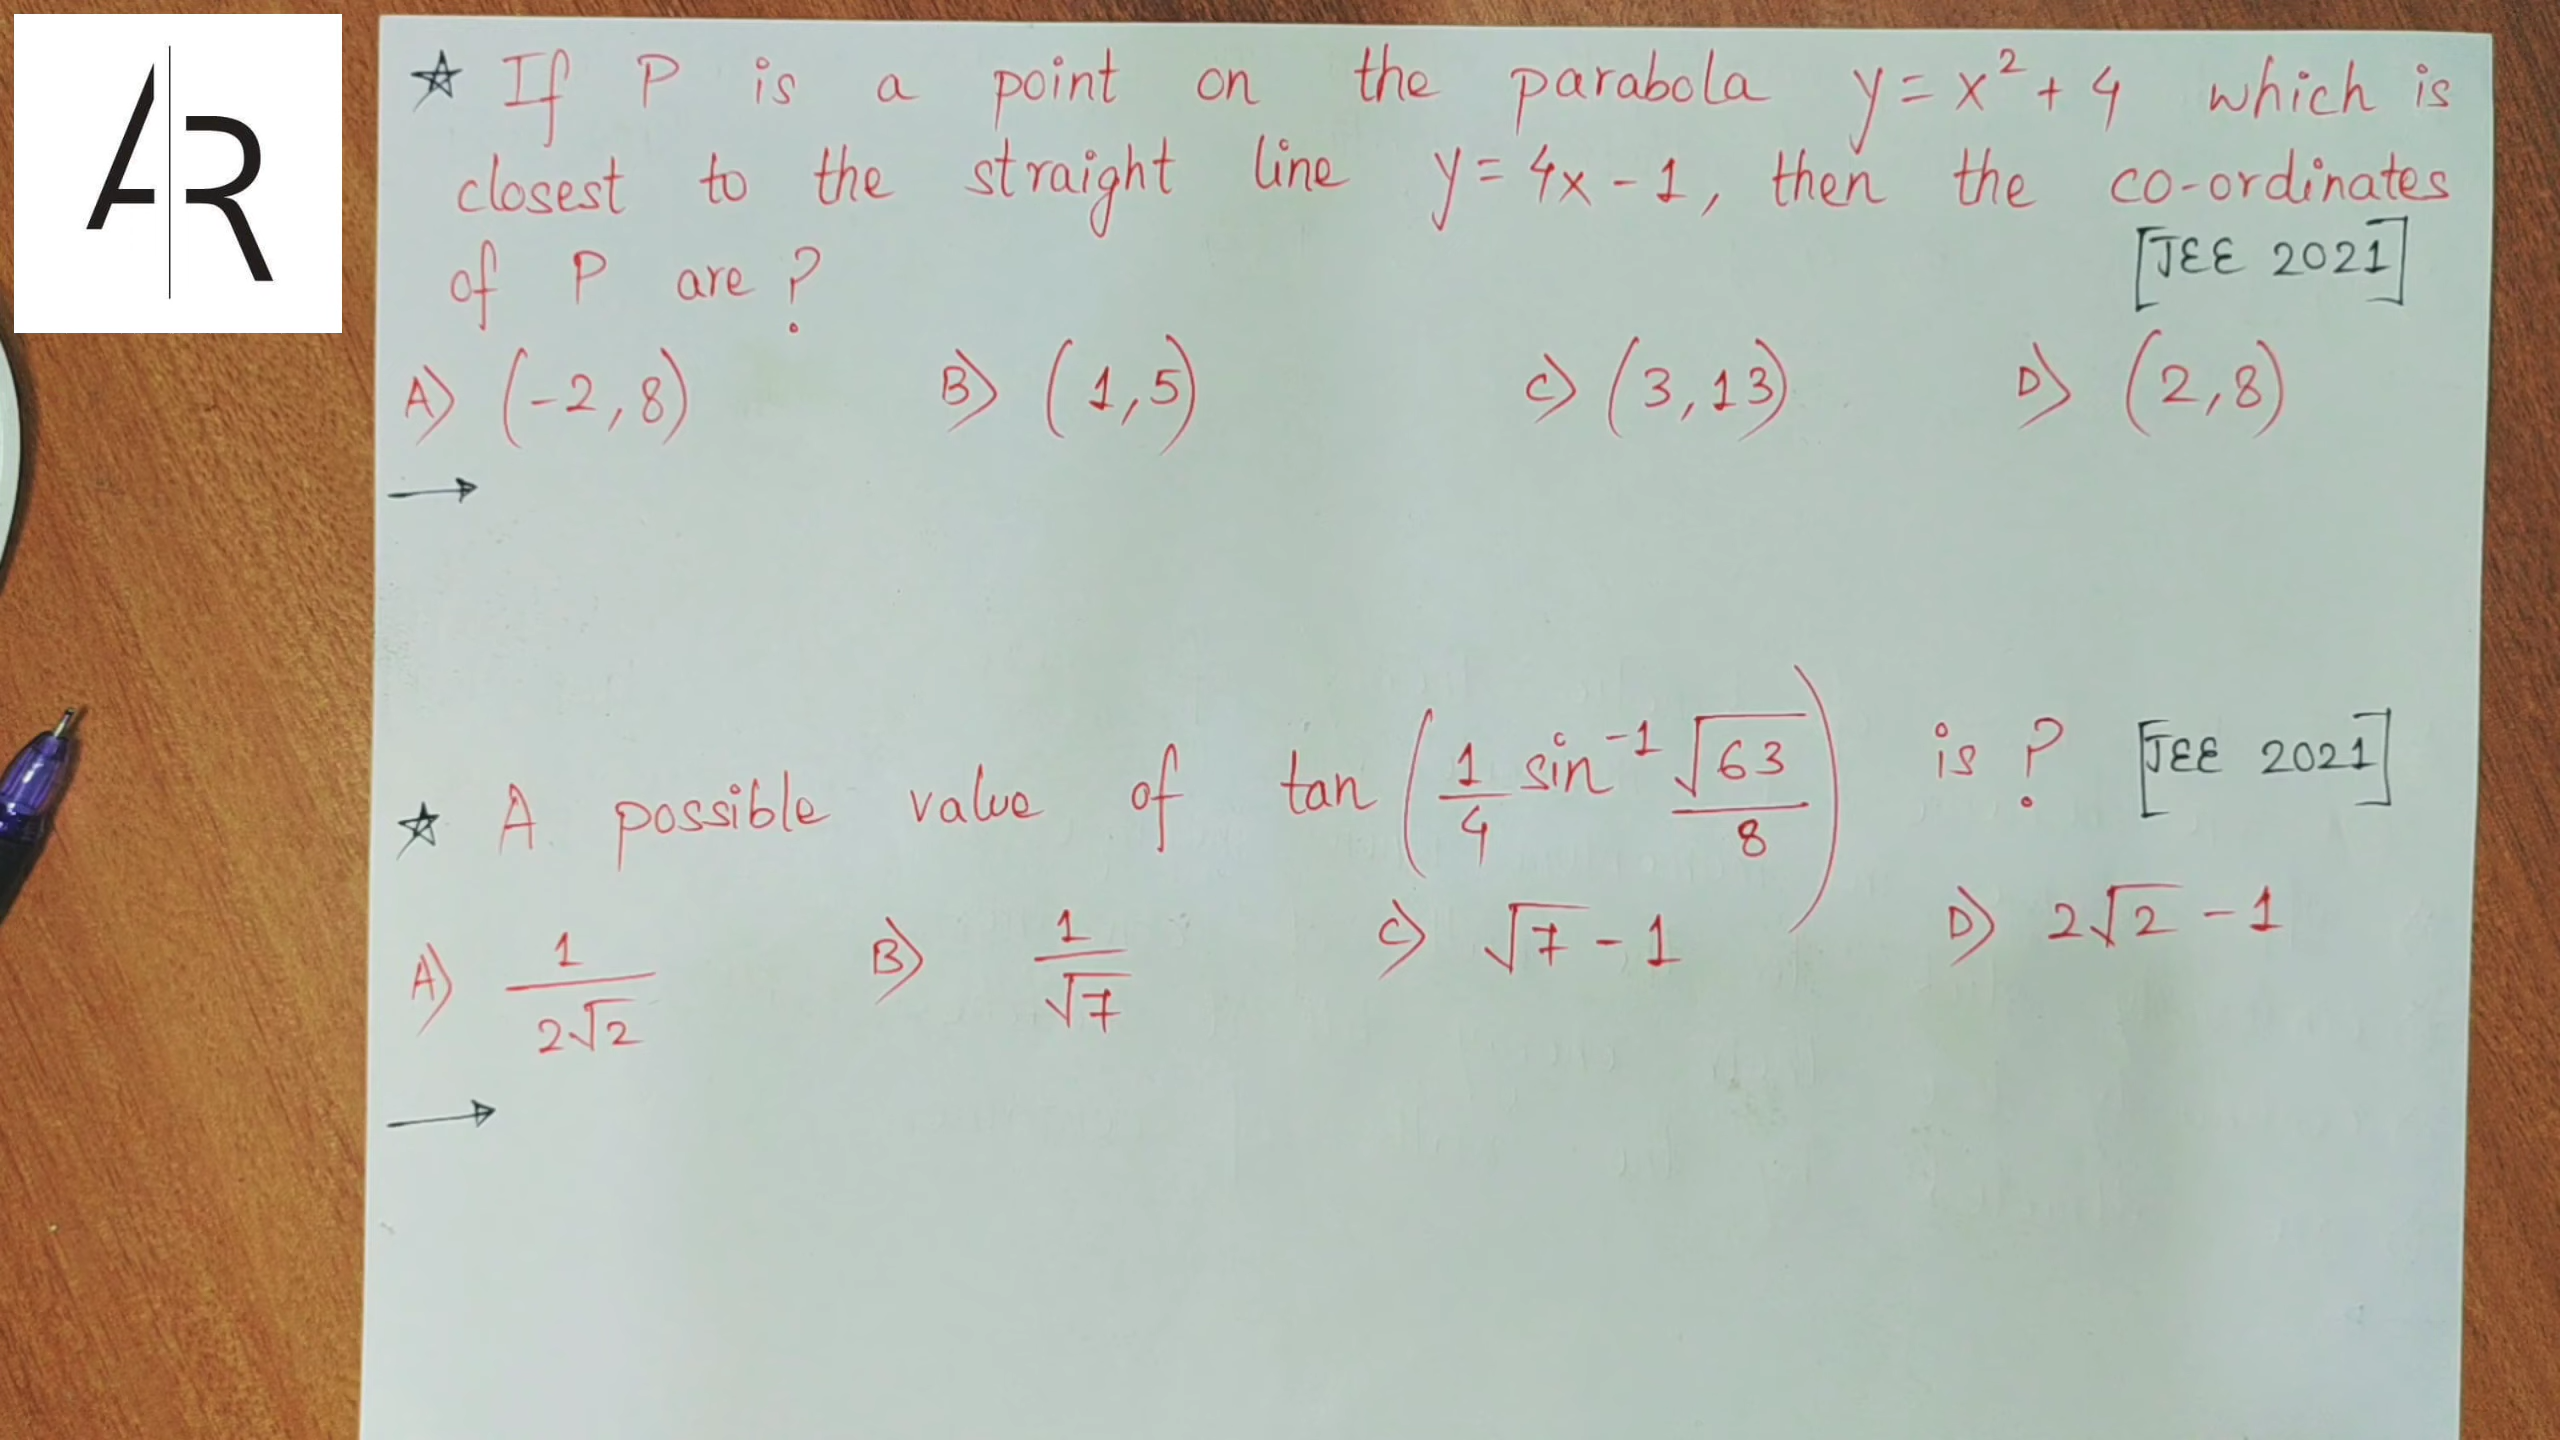 AR
☆ If P is a point on the parabola y = x² + 4 which is
closest to the straight line y = 4x - 1, then the co-ordinates
of P are ? [JEE 2021]
A) (-2, 8) B) (1, 5) C) (3, 13) D) (2, 8)
→
☆ A possible value of tan (1/4 sin⁻¹ √63/8) is ? [JEE 2021]
A) 1/2√2 B) 1/√7 C) √7 - 1 D) 2√2 - 1
→